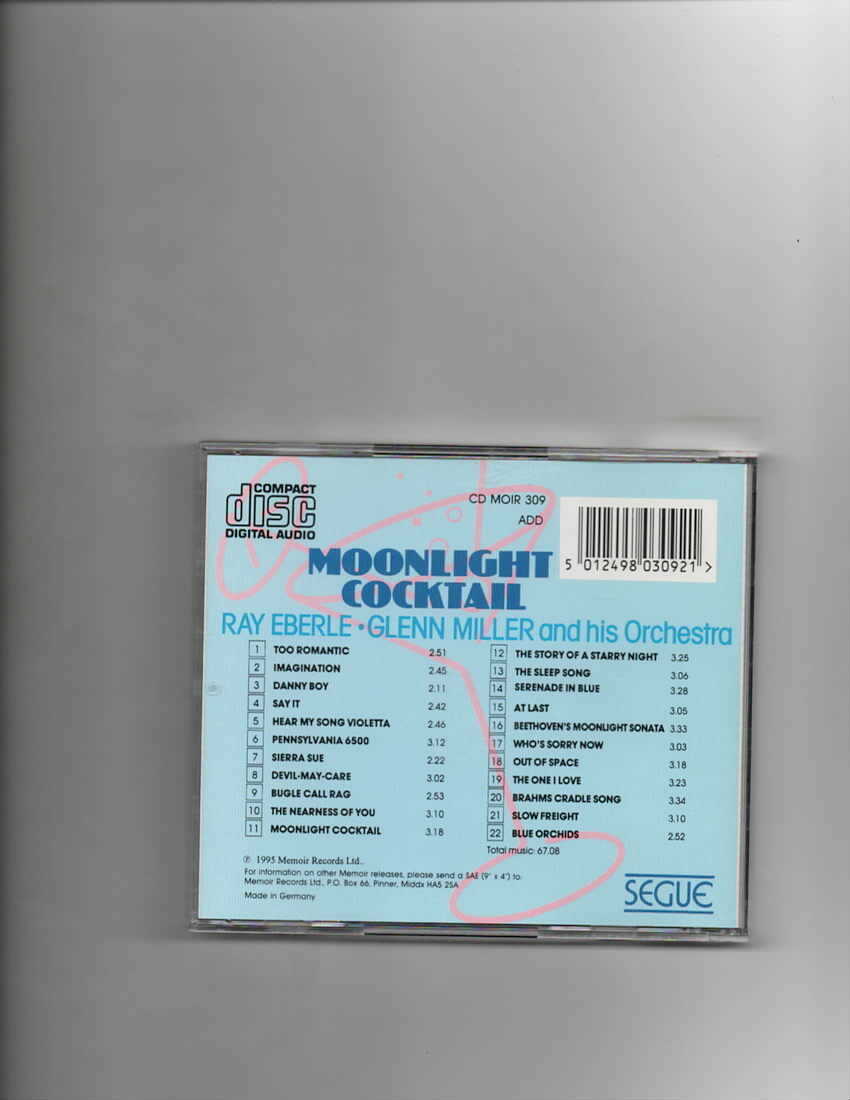 COMPACT
disc
DIGITAL AUDIO
CD MOIR 309
ADD
5 012498 030921 >
MOONLIGHT
COCKTAIL
RAY EBERLE • GLENN MILLER and his Orchestra
1 TOO ROMANTIC 2.51
2 IMAGINATION 2.45
3 DANNY BOY 2.11
4 SAY IT 2.42
5 HEAR MY SONG VIOLETTA 2.46
6 PENNSYLVANIA 6500 3.12
7 SIERRA SUE 2.22
8 DEVIL-MAY-CARE 3.02
9 BUGLE CALL RAG 2.53
10 THE NEARNESS OF YOU 3.10
11 MOONLIGHT COCKTAIL 3.18
12 THE STORY OF A STARRY NIGHT 3.25
13 THE SLEEP SONG 3.06
14 SERENADE IN BLUE 3.28
15 AT LAST 3.05
16 BEETHOVEN'S MOONLIGHT SONATA 3.33
17 WHO'S SORRY NOW 3.03
18 OUT OF SPACE 3.18
19 THE ONE I LOVE 3.23
20 BRAHMS CRADLE SONG 3.34
21 SLOW FREIGHT 3.10
22 BLUE ORCHIDS 2.52
Total music: 67.08
℗ 1995 Memoir Records Ltd..
For information on other Memoir releases, please send a SAE (9" x 4") to:
Memoir Records Ltd., P.O. Box 66, Pinner, Middx HA5 2SA
Made in Germany
SEGUE